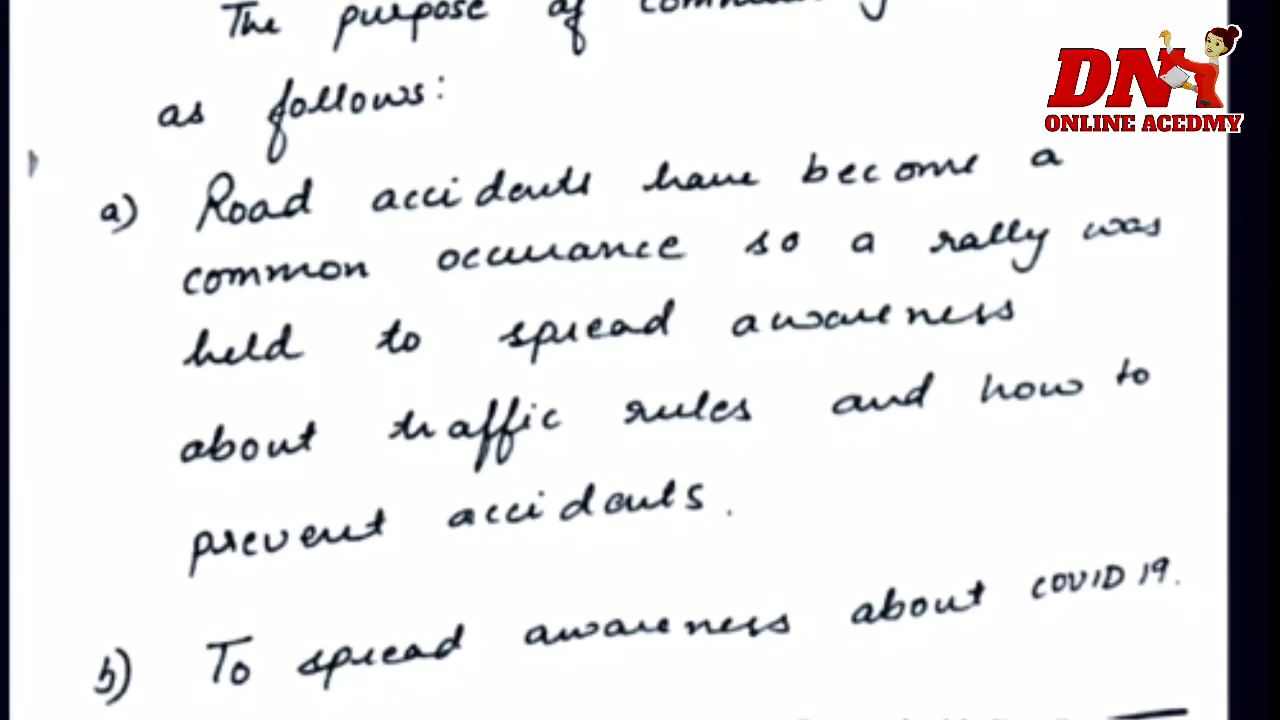 The purpose of
as follows:
a) Road accidents have become a
common occurance so a rally was
held to spread awareness
about traffic rules and how to
prevent accidents.
b) To spread awareness about COVID 19.
DN
ONLINE ACEDMY